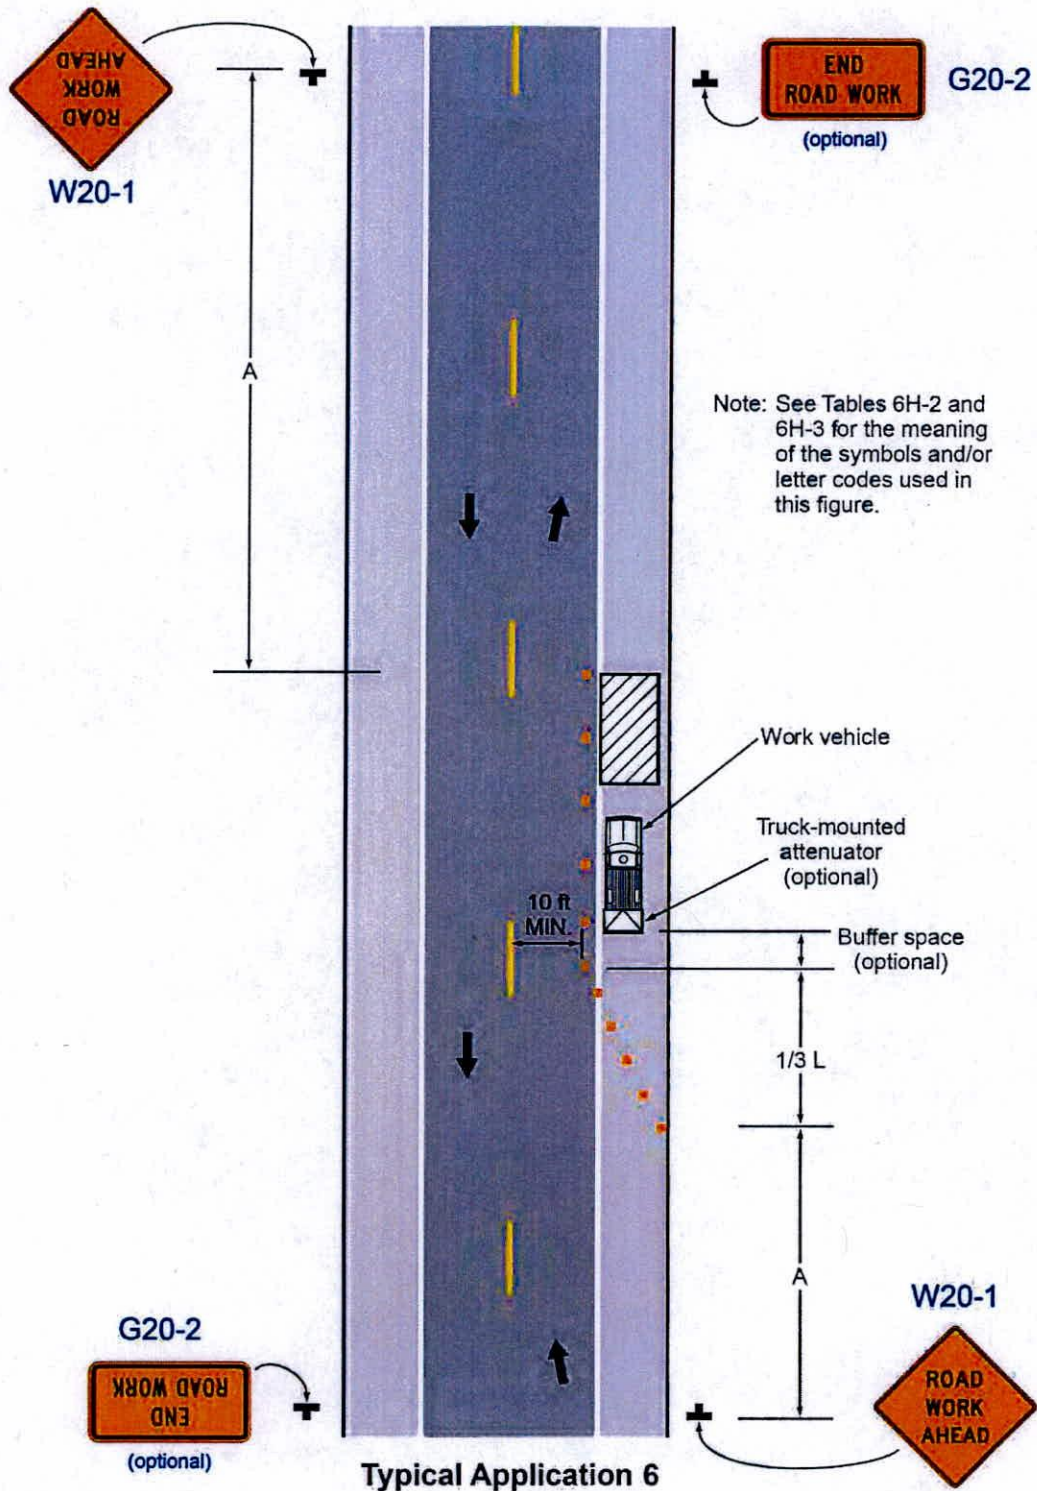 ROAD
WORK
AHEAD
W20-1
END
ROAD WORK
G20-2
(optional)
A
Note: See Tables 6H-2 and
6H-3 for the meaning
of the symbols and/or
letter codes used in
this figure.
Work vehicle
Truck-mounted
attenuator
(optional)
10 ft
MIN.
Buffer space
(optional)
1/3 L
A
G20-2
END
ROAD WORK
(optional)
W20-1
ROAD
WORK
AHEAD
Typical Application 6